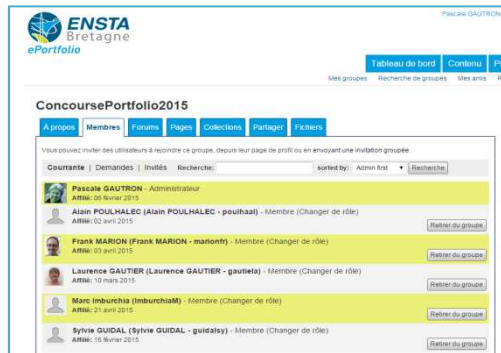 Pascale GAUTRON
ENSTA
Bretagne
ePortfolio
Tableau de bord Contenu
Mes groupes Recherche de groupes Mes amis
ConcoursePortfolio2015
À propos Membres Forums Pages Collections Partager Fichiers
Vous pouvez inviter des utilisateurs à rejoindre ce groupe, depuis leur page de profil ou en envoyant une invitation groupée.
Courrante | Demandes | Invités Recherche: sorted by: Admin first Recherche
Pascale GAUTRON - Administrateur
Affilié: 06 février 2015
Alain POULHALEC (Alain POULHALEC - poulhaal) - Membre (Changer de rôle)
Affilié: 02 avril 2015
Retirer du groupe
Frank MARION (Frank MARION - marionfr) - Membre (Changer de rôle)
Affilié: 03 avril 2015
Retirer du groupe
Laurence GAUTIER (Laurence GAUTIER - gautiela) - Membre (Changer de rôle)
Affilié: 10 mars 2015
Retirer du groupe
Marc Imburchia (ImburchiaM) - Membre (Changer de rôle)
Affilié: 21 avril 2015
Retirer du groupe
Sylvie GUIDAL (Sylvie GUIDAL - guidalsy) - Membre (Changer de rôle)
Affilié: 16 février 2015
Retirer du groupe